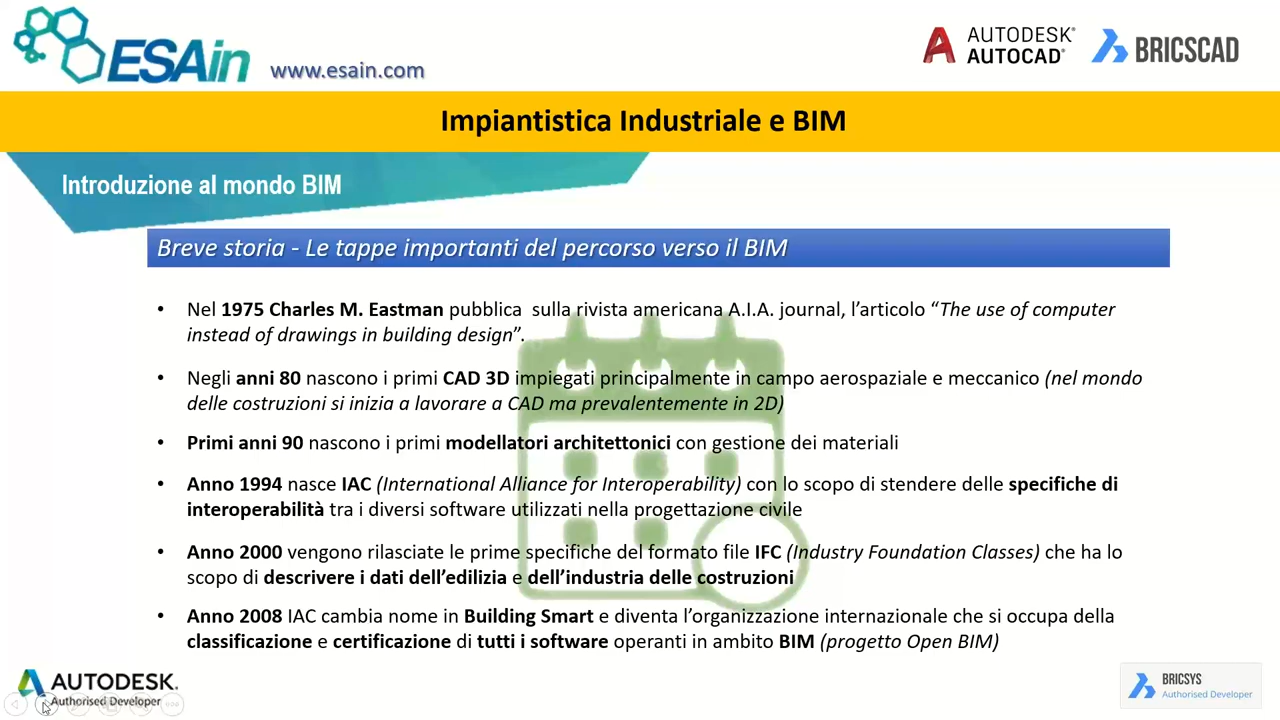 ESAin
www.esain.com
AUTODESK®
AUTOCAD®
BRICSCAD
Impiantistica Industriale e BIM
Introduzione al mondo BIM
Breve storia - Le tappe importanti del percorso verso il BIM
• Nel 1975 Charles M. Eastman pubblica sulla rivista americana A.I.A. journal, l’articolo “The use of computer
instead of drawings in building design”.
• Negli anni 80 nascono i primi CAD 3D impiegati principalmente in campo aerospaziale e meccanico (nel mondo
delle costruzioni si inizia a lavorare a CAD ma prevalentemente in 2D)
• Primi anni 90 nascono i primi modellatori architettonici con gestione dei materiali
• Anno 1994 nasce IAC (International Alliance for Interoperability) con lo scopo di stendere delle specifiche di
interoperabilità tra i diversi software utilizzati nella progettazione civile
• Anno 2000 vengono rilasciate le prime specifiche del formato file IFC (Industry Foundation Classes) che ha lo
scopo di descrivere i dati dell’edilizia e dell’industria delle costruzioni
• Anno 2008 IAC cambia nome in Building Smart e diventa l’organizzazione internazionale che si occupa della
classificazione e certificazione di tutti i software operanti in ambito BIM (progetto Open BIM)
AUTODESK.
Authorised Developer
BRICSYS
Authorised Developer